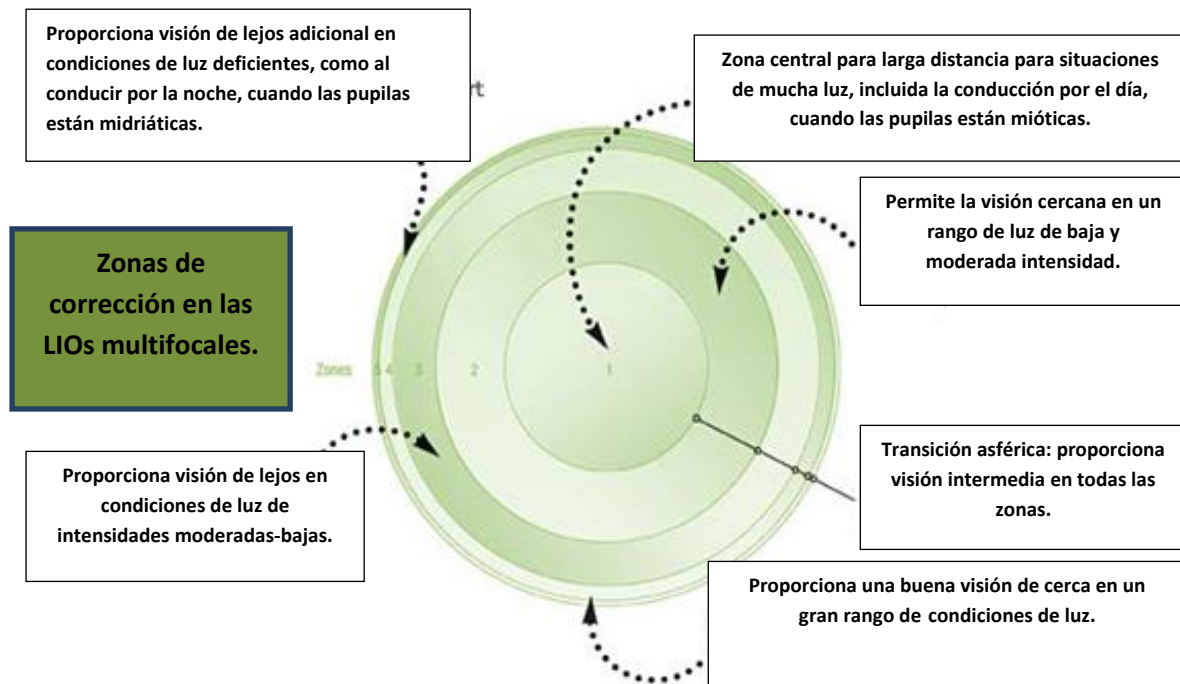 Proporciona visión de lejos adicional en
condiciones de luz deficientes, como al
conducir por la noche, cuando las pupilas
están midriáticas.
rt
Zona central para larga distancia para situaciones
de mucha luz, incluida la conducción por el día,
cuando las pupilas están mióticas.
Permite la visión cercana en un
rango de luz de baja y
moderada intensidad.
Zonas de
corrección en las
LIOs multifocales.
Zones 5 4 3 2 1
Proporciona visión de lejos en
condiciones de luz de
intensidades moderadas-bajas.
Transición asférica: proporciona
visión intermedia en todas las
zonas.
Proporciona una buena visión de cerca en un
gran rango de condiciones de luz.